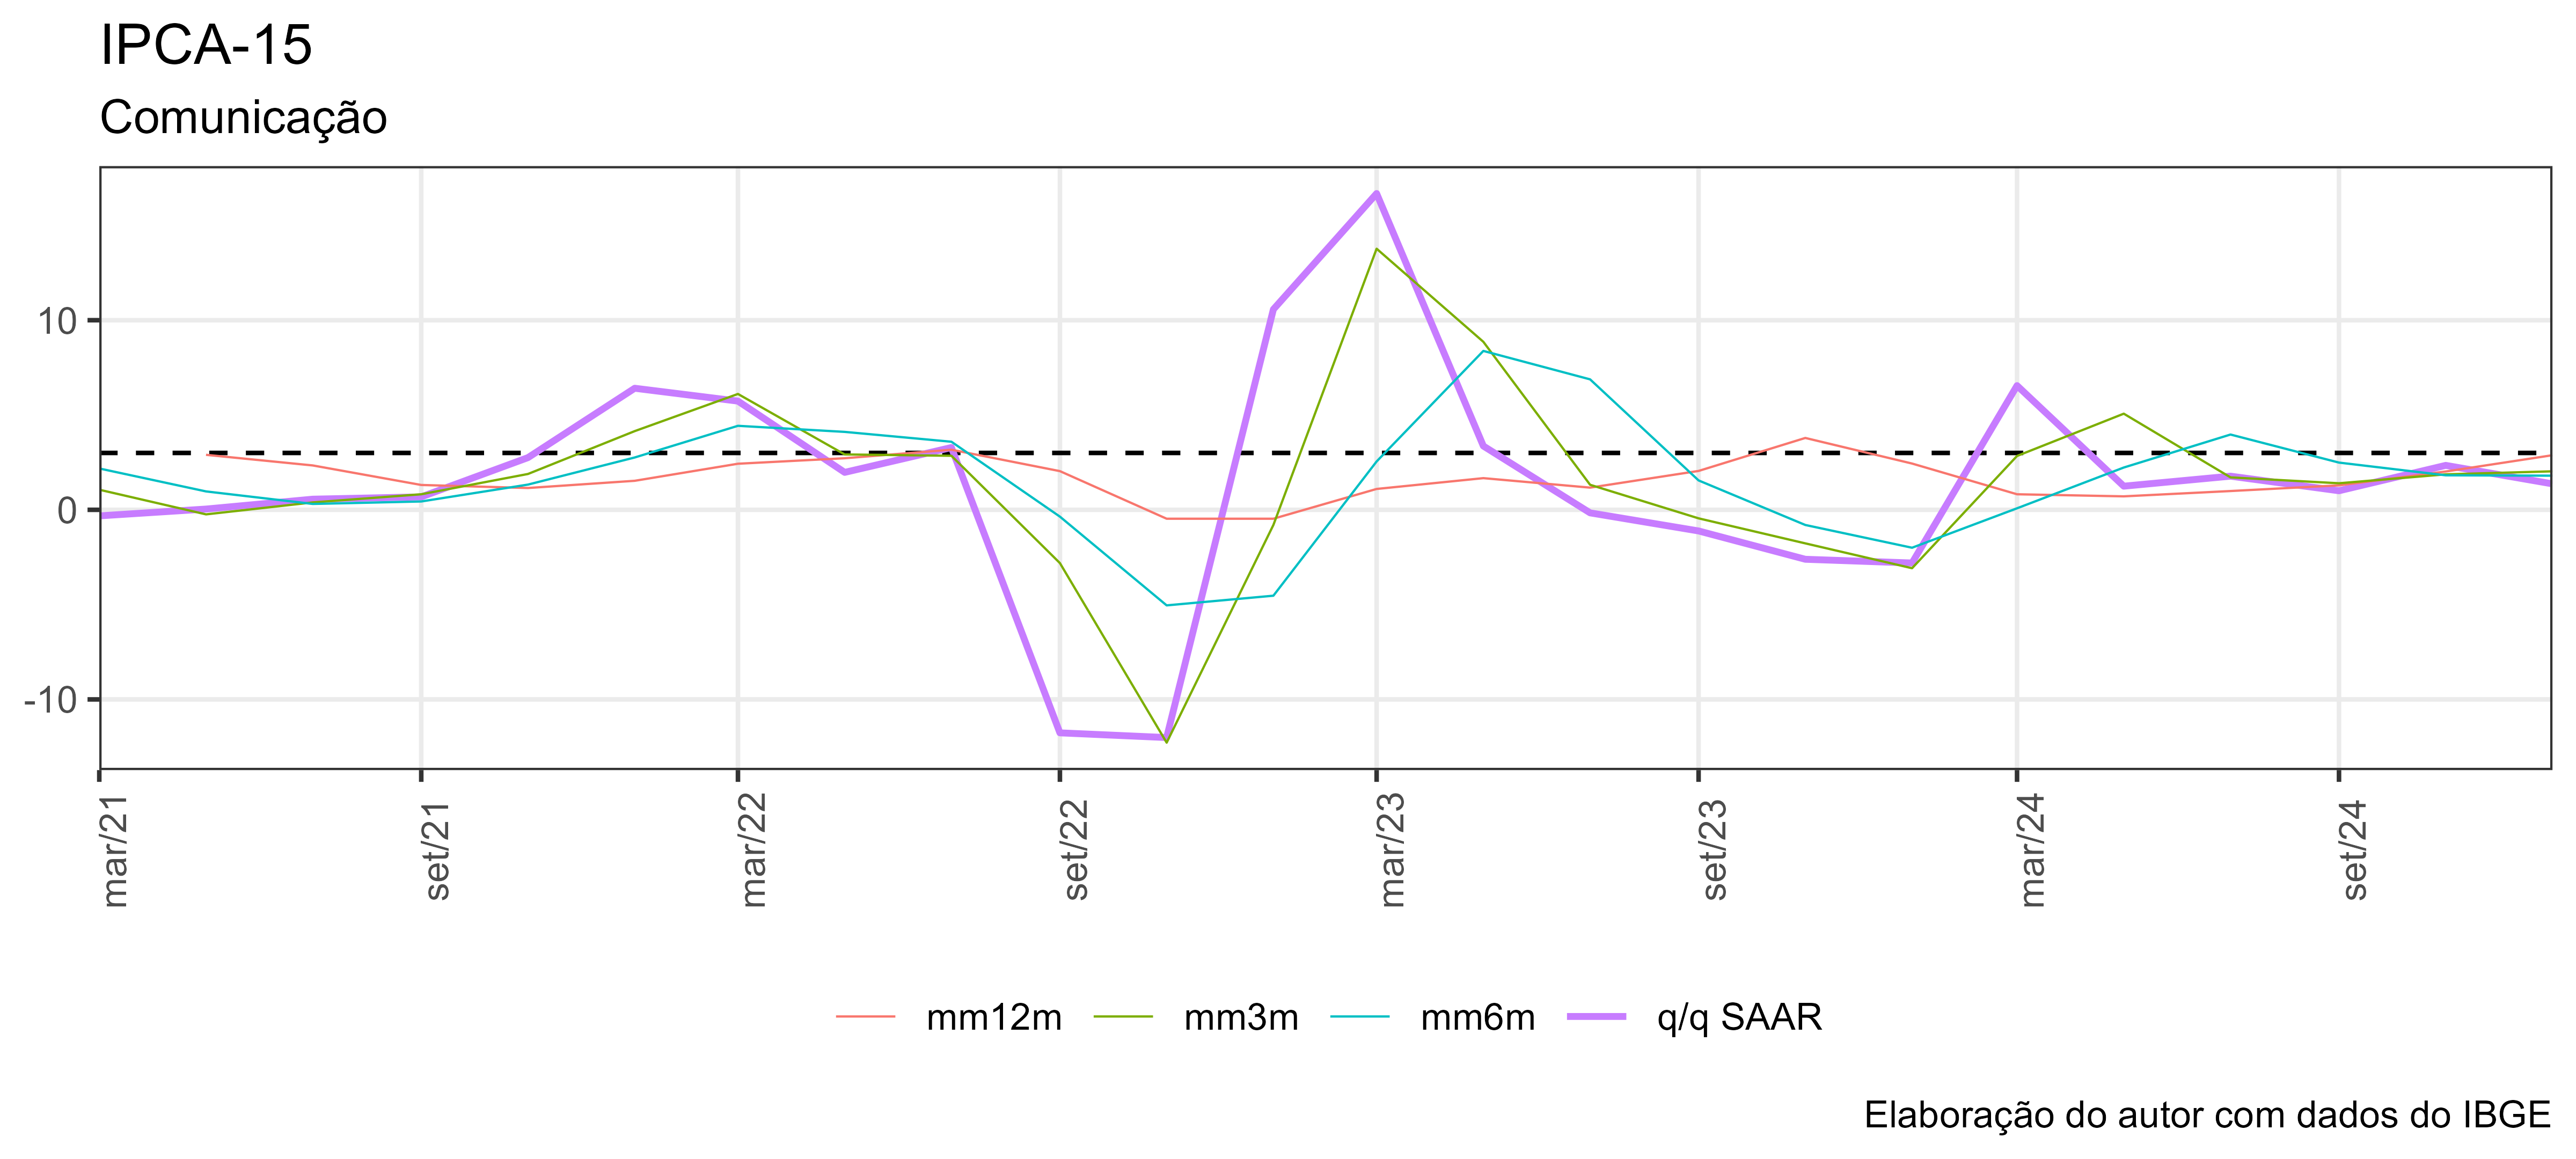 IPCA-15
Comunicação
10
0
-10
mar/21
set/21
mar/22
set/22
mar/23
set/23
mar/24
set/24
mm12m mm3m mm6m q/q SAAR
Elaboração do autor com dados do IBGE